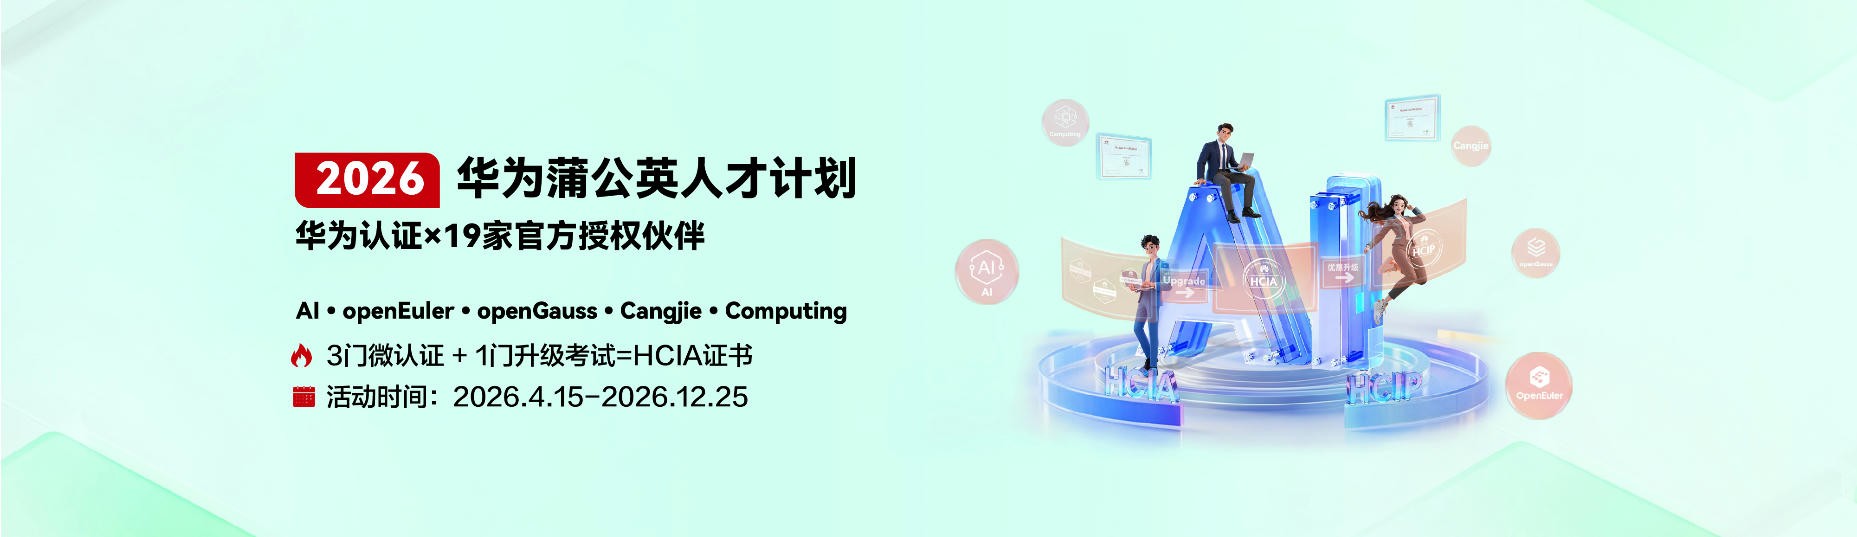 2026 华为蒲公英人才计划
华为认证×19家官方授权伙伴
AI • openEuler • openGauss • Cangjie • Computing
3门微认证 + 1门升级考试=HCIA证书
活动时间：2026.4.15-2026.12.25
Computing
Cangjie
AI
AI
Upgrade
HCIA
优惠升级
HCIP
openGauss
HCIA
HCIP
OpenEuler